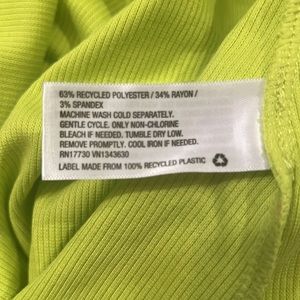 63% RECYCLED POLYESTER / 34% RAYON /
3% SPANDEX
MACHINE WASH COLD SEPARATELY.
GENTLE CYCLE. ONLY NON-CHLORINE
BLEACH IF NEEDED. TUMBLE DRY LOW.
REMOVE PROMPTLY. COOL IRON IF NEEDED.
RN17730 VN1343630
LABEL MADE FROM 100% RECYCLED PLASTIC